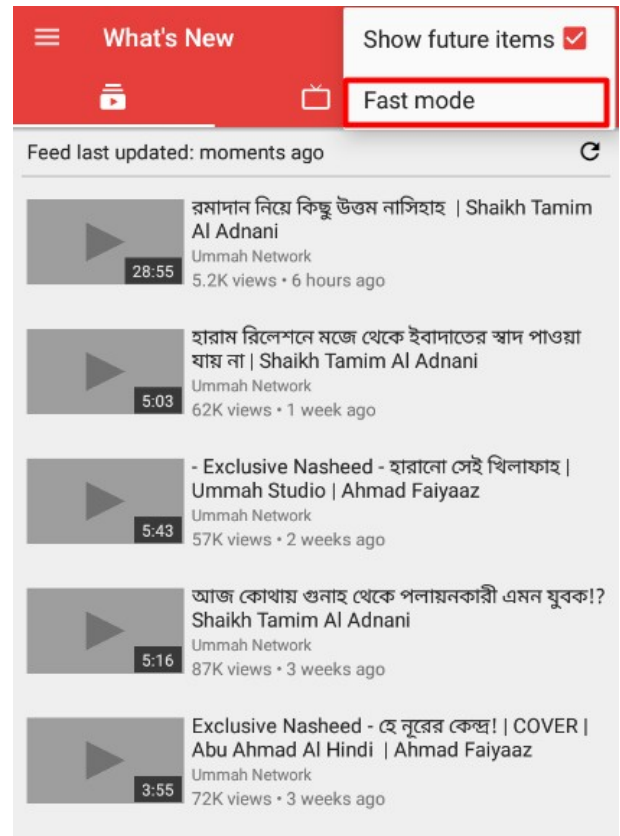 What's New
Show future items
Fast mode
Feed last updated: moments ago
রমাদান নিয়ে কিছু উত্তম নাসিহাহ | Shaikh Tamim
Al Adnani
Ummah Network
28:55
5.2K views • 6 hours ago
হারাম রিলেশনে মজে থেকে ইবাদাতের স্বাদ পাওয়া
যায় না | Shaikh Tamim Al Adnani
Ummah Network
5:03
62K views • 1 week ago
- Exclusive Nasheed - হারানো সেই খিলাফাহ |
Ummah Studio | Ahmad Faiyaaz
Ummah Network
5:43
57K views • 2 weeks ago
আজ কোথায় গুনাহ থেকে পলায়নকারী এমন যুবক!?
Shaikh Tamim Al Adnani
Ummah Network
5:16
87K views • 3 weeks ago
Exclusive Nasheed - হে নূরের কেন্দ্র! | COVER |
Abu Ahmad Al Hindi | Ahmad Faiyaaz
Ummah Network
3:55
72K views • 3 weeks ago